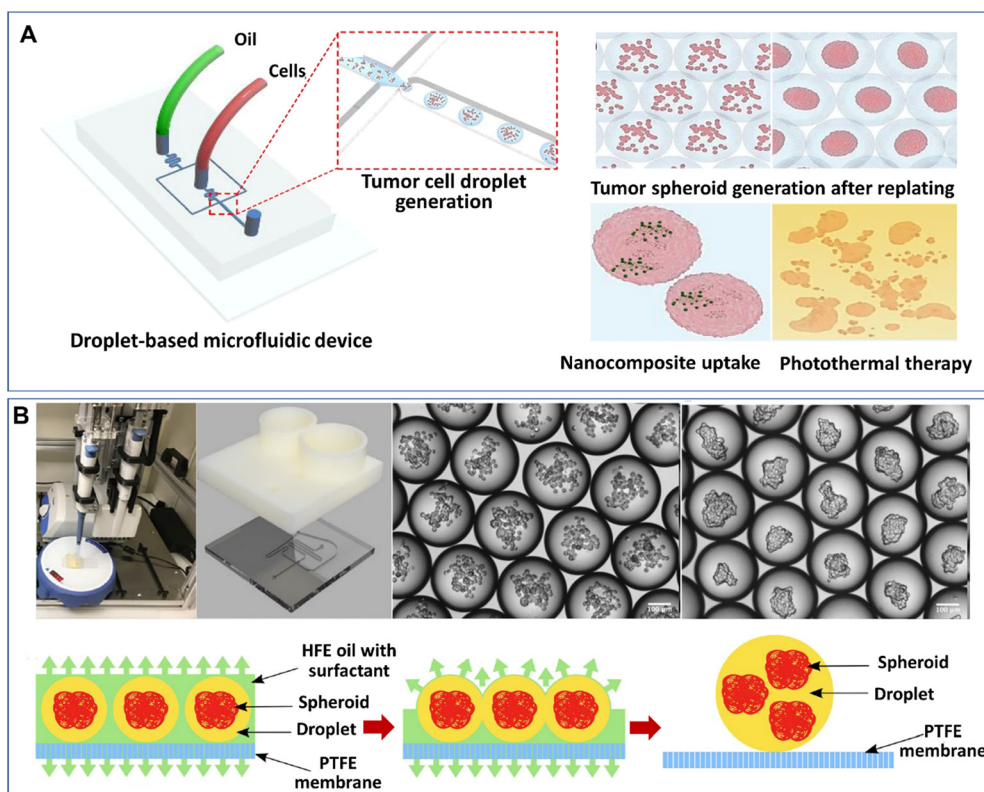 A
Oil
Cells
Tumor cell droplet
generation
Droplet-based microfluidic device
Tumor spheroid generation after replating
Nanocomposite uptake
Photothermal therapy
B
100 µm
100 µm
HFE oil with
surfactant
Spheroid
Droplet
PTFE
membrane
Spheroid
Droplet
PTFE
membrane